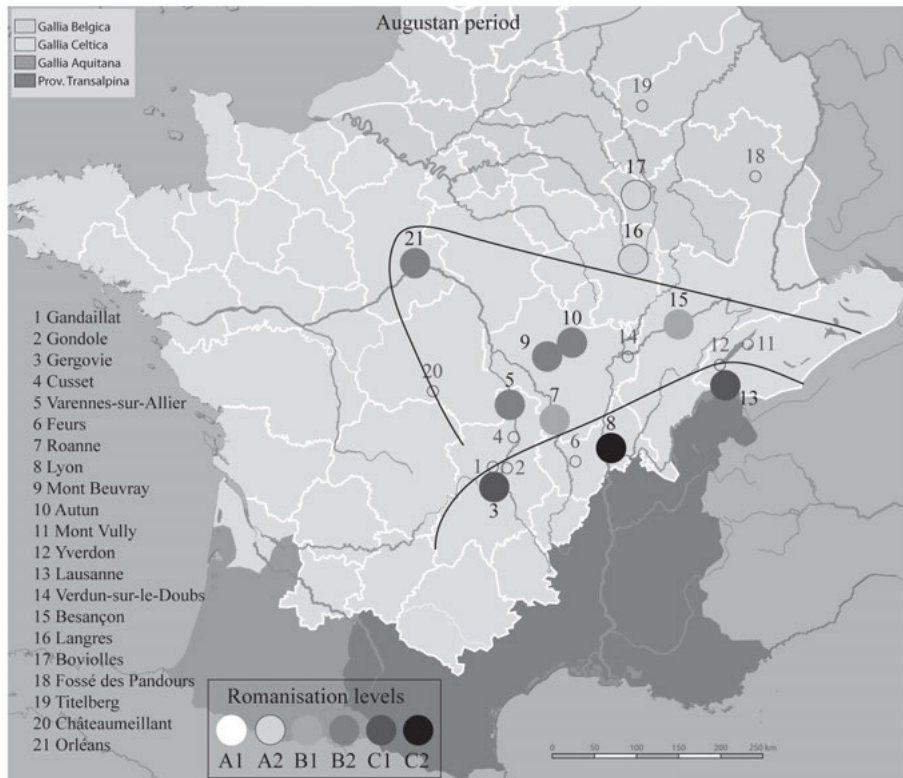 Augustan period
Gallia Belgica
Gallia Celtica
Gallia Aquitana
Prov. Transalpina
19
18
17
16
21
15
10
9
14
12
11
13
20
5
7
4
8
6
1
2
3
1 Gandaillat
2 Gondole
3 Gergovie
4 Cusset
5 Varennes-sur-Allier
6 Feurs
7 Roanne
8 Lyon
9 Mont Beuvray
10 Autun
11 Mont Vully
12 Yverdon
13 Lausanne
14 Verdun-sur-le-Doubs
15 Besançon
16 Langres
17 Boviolles
18 Fossé des Pandours
19 Titelberg
20 Châteaumeillant
21 Orléans
Romanisation levels
A1 A2 B1 B2 C1 C2
0 50 100 150 200 250 km